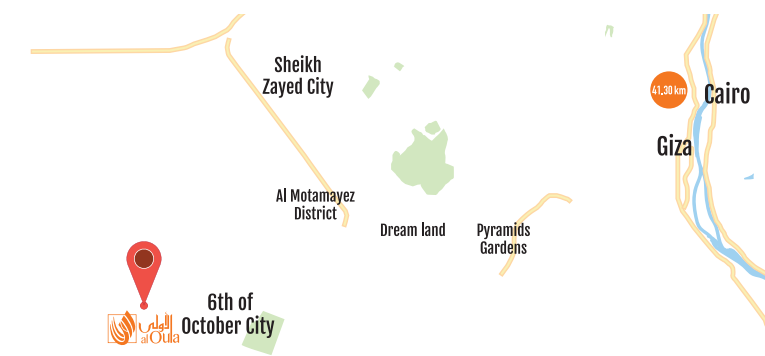 Sheikh
Zayed City
41.30 km
Cairo
Giza
Al Motamayez
District
Dream land
Pyramids
Gardens
6th of
October City
الأولى
al Oula